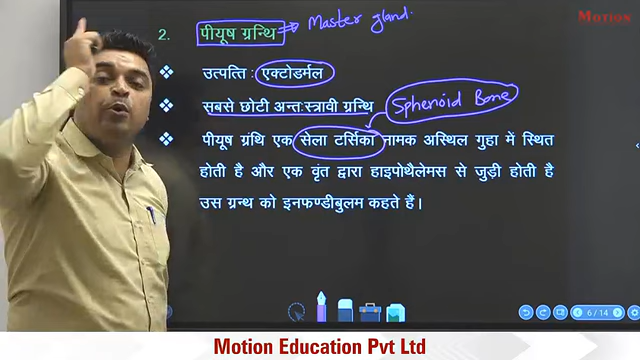 MOTION
2. पीयूष ग्रन्थि ⇒ Master gland.
❖ उत्पत्ति : एक्टोडर्मल
❖ सबसे छोटी अन्तःस्त्रावी ग्रन्थि Sphenoid Bone
❖ पीयूष ग्रंथि एक सेला टर्सिका नामक अस्थिल गुहा में स्थित
होती है और एक वृंत द्वारा हाइपोथैलेमस से जुड़ी होती है
उस ग्रन्थ को इनफण्डीबुलम कहते हैं।
6 / 14
Motion Education Pvt Ltd